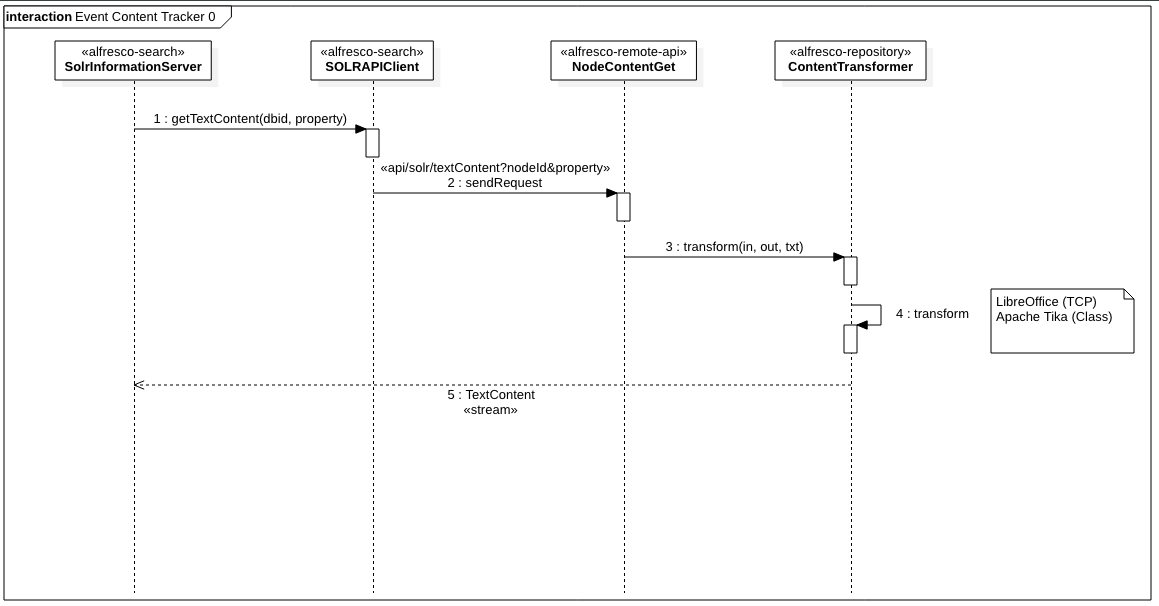 interaction Event Content Tracker 0
«alfresco-search»
SolrInformationServer
«alfresco-search»
SOLRAPIClient
«alfresco-remote-api»
NodeContentGet
«alfresco-repository»
ContentTransformer
1 : getTextContent(dbid, property)
«api/solr/textContent?nodeId&property»
2 : sendRequest
3 : transform(in, out, txt)
4 : transform
LibreOffice (TCP)
Apache Tika (Class)
5 : TextContent
«stream»